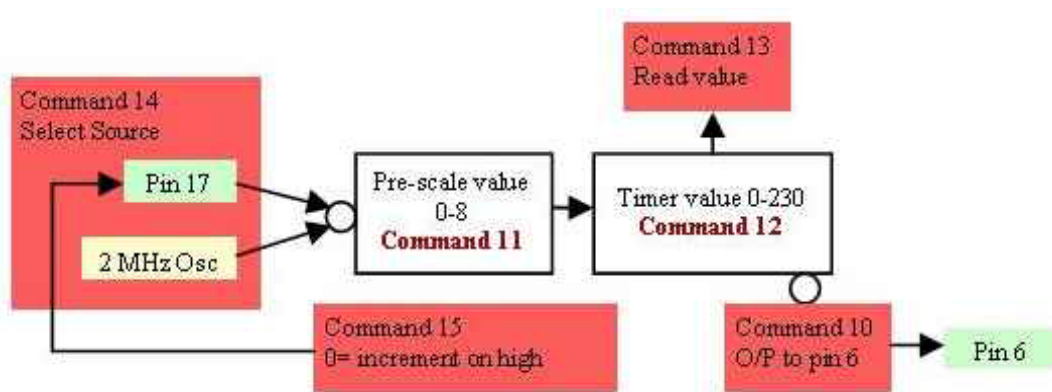 Command 13
Read value
Command 14
Select Source
Pin 17
2 MHz Osc
Pre-scale value
0-8
Command 11
Timer value 0-230
Command 12
Command 15
0= increment on high
Command 10
O/P to pin 6
Pin 6